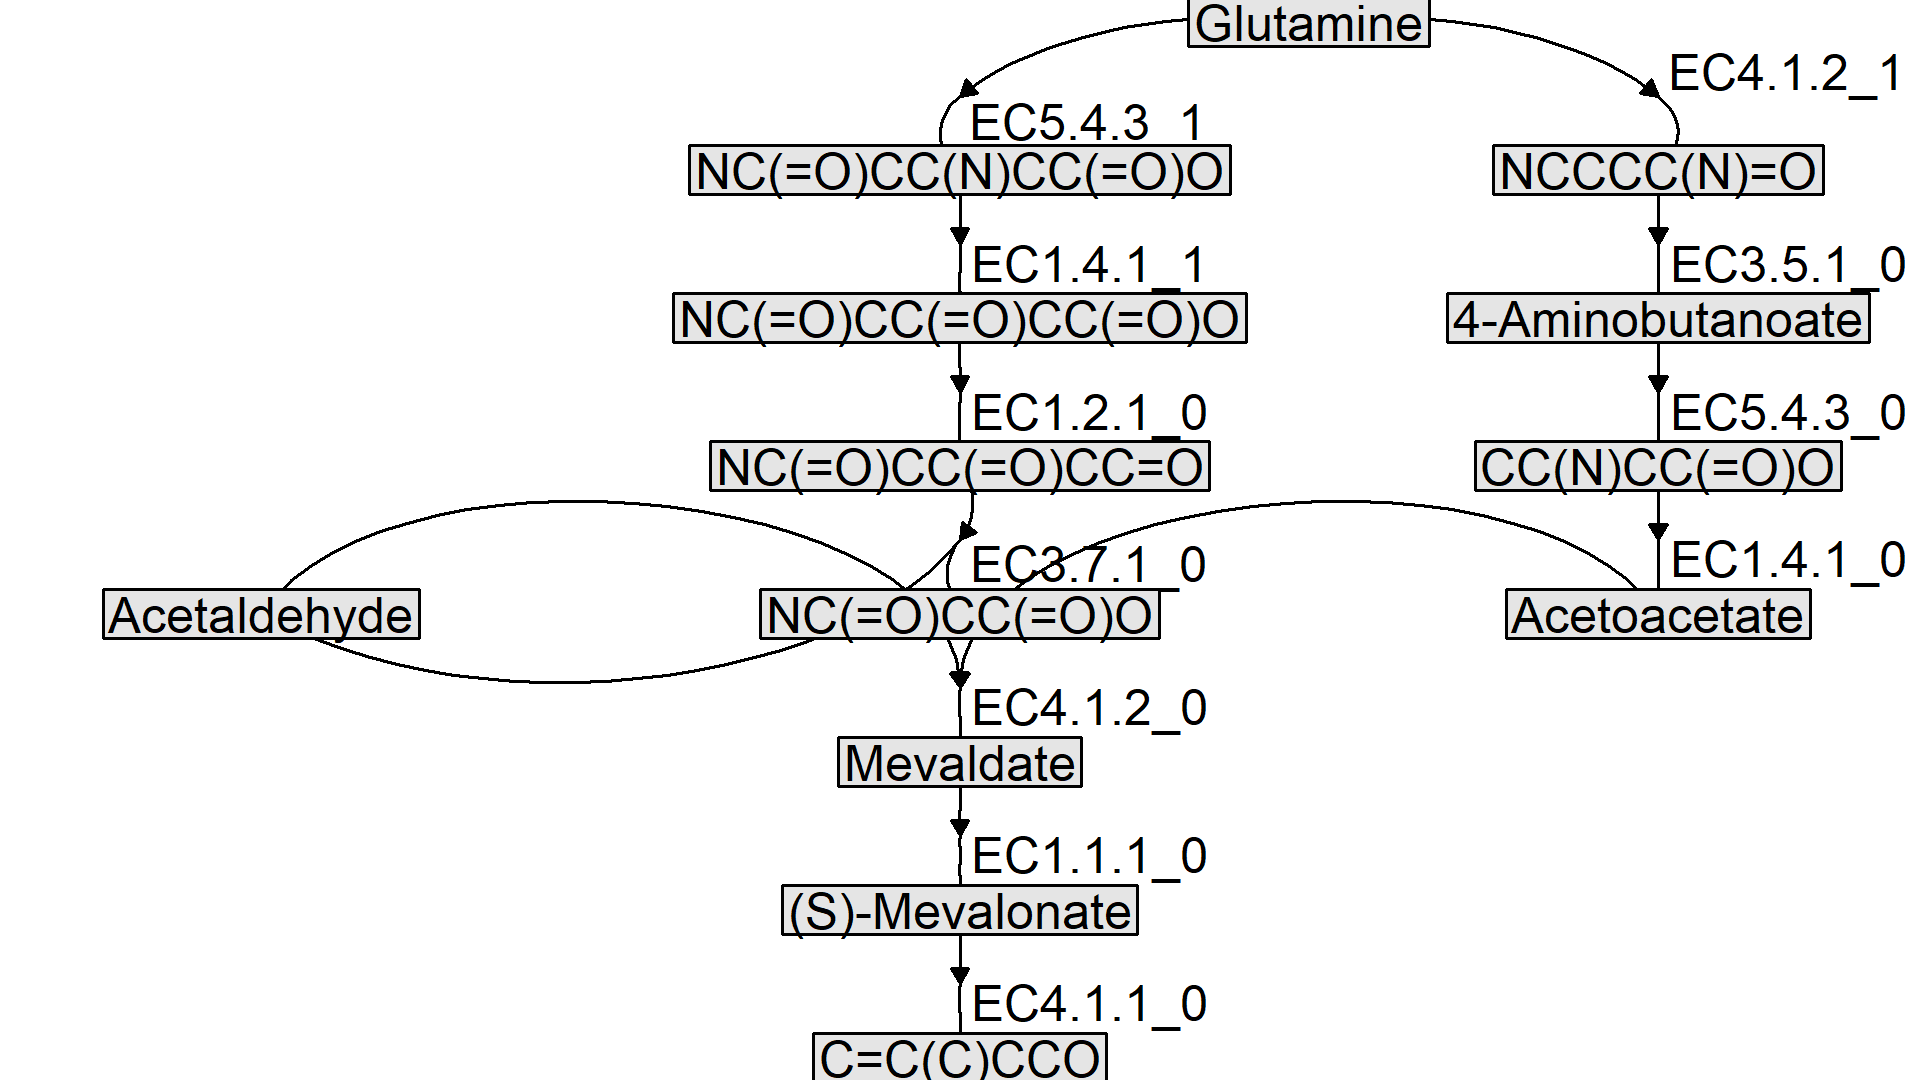 Glutamine
EC4.1.2_1
EC5.4.3_1
NC(=O)CC(N)CC(=O)O
NCCCC(N)=O
EC1.4.1_1
EC3.5.1_0
NC(=O)CC(=O)CC(=O)O
4-Aminobutanoate
EC1.2.1_0
EC5.4.3_0
NC(=O)CC(=O)CC=O
CC(N)CC(=O)O
EC3.7.1_0
EC1.4.1_0
Acetaldehyde
NC(=O)CC(=O)O
Acetoacetate
EC4.1.2_0
Mevaldate
EC1.1.1_0
(S)-Mevalonate
EC4.1.1_0
C=C(C)CCO